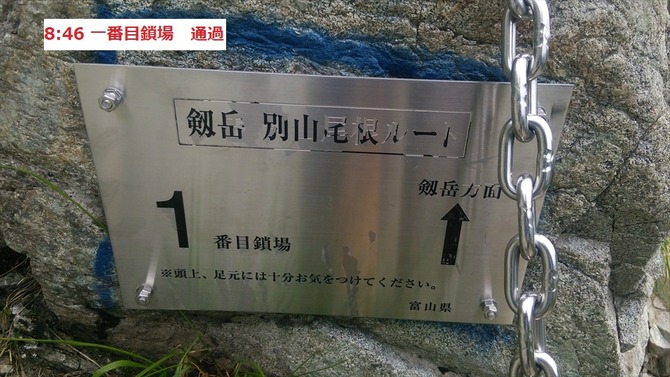 8:46 一番目鎖場　通過
剱岳 別山尾根ルート
剱岳方面
1 番目鎖場
※頭上、足元には十分お気をつけてください。
富山県